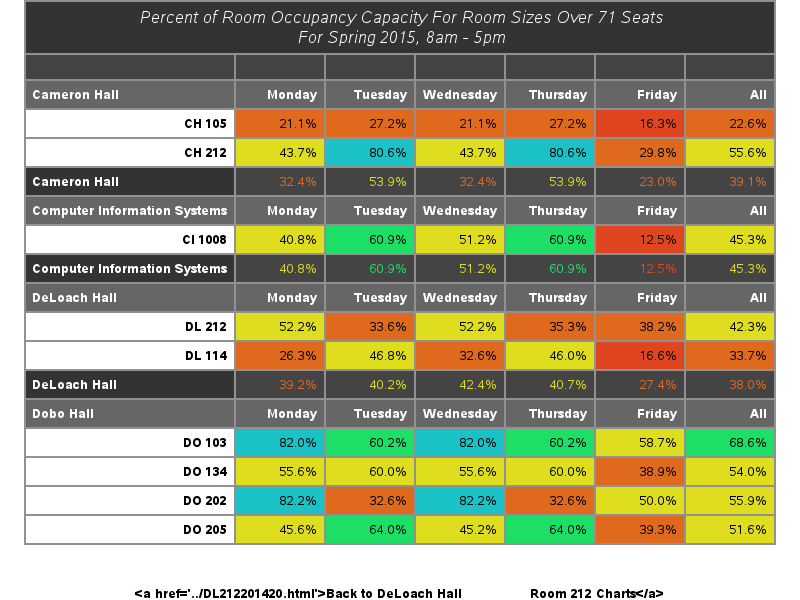 Percent of Room Occupancy Capacity For Room Sizes Over 71 Seats
For Spring 2015, 8am - 5pm
Cameron Hall Monday Tuesday Wednesday Thursday Friday All
CH 105 21.1% 27.2% 21.1% 27.2% 16.3% 22.6%
CH 212 43.7% 80.6% 43.7% 80.6% 29.8% 55.6%
Cameron Hall 32.4% 53.9% 32.4% 53.9% 23.0% 39.1%
Computer Information Systems Monday Tuesday Wednesday Thursday Friday All
CI 1008 40.8% 60.9% 51.2% 60.9% 12.5% 45.3%
Computer Information Systems 40.8% 60.9% 51.2% 60.9% 12.5% 45.3%
DeLoach Hall Monday Tuesday Wednesday Thursday Friday All
DL 212 52.2% 33.6% 52.2% 35.3% 38.2% 42.3%
DL 114 26.3% 46.8% 32.6% 46.0% 16.6% 33.7%
DeLoach Hall 39.2% 40.2% 42.4% 40.7% 27.4% 38.0%
Dobo Hall Monday Tuesday Wednesday Thursday Friday All
DO 103 82.0% 60.2% 82.0% 60.2% 58.7% 68.6%
DO 134 55.6% 60.0% 55.6% 60.0% 38.9% 54.0%
DO 202 82.2% 32.6% 82.2% 32.6% 50.0% 55.9%
DO 205 45.6% 64.0% 45.2% 64.0% 39.3% 51.6%
<a href='../DL212201420.html'>Back to DeLoach Hall Room 212 Charts</a>